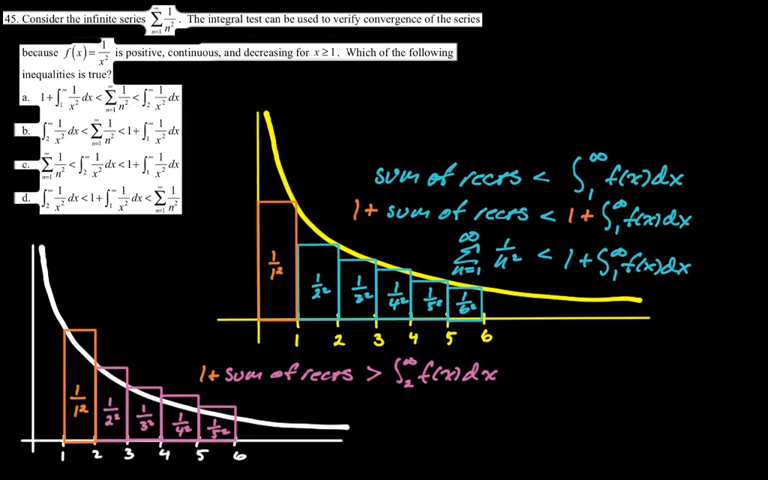 45. Consider the infinite series ∑_{n=1}^{∞} 1/n². The integral test can be used to verify convergence of the series
because f(x) = 1/x² is positive, continuous, and decreasing for x ≥ 1. Which of the following
inequalities is true?
a. 1+∫_1^∞ 1/x² dx < ∑_{n=1}^{∞} 1/n² < ∫_2^∞ 1/x² dx
b. ∫_2^∞ 1/x² dx < ∑_{n=1}^{∞} 1/n² < 1+∫_1^∞ 1/x² dx
c. ∑_{n=1}^{∞} 1/n² < ∫_2^∞ 1/x² dx < 1+∫_1^∞ 1/x² dx
d. ∫_2^∞ 1/x² dx < 1+∫_1^∞ 1/x² dx < ∑_{n=1}^{∞} 1/n²
sum of recrs < ∫_1^∞ f(x)dx
1+ sum of recrs < 1+ ∫_1^∞ f(x)dx
∑_{n=1}^{∞} 1/n² < 1+∫_1^∞ f(x)dx
1/1² 1/2² 1/3² 1/4² 1/5² 1/6²
1 2 3 4 5 6
1+ sum of recrs > ∫_2^∞ f(x)dx
1/1² 1/2² 1/3² 1/4² 1/5²
1 2 3 4 5 6